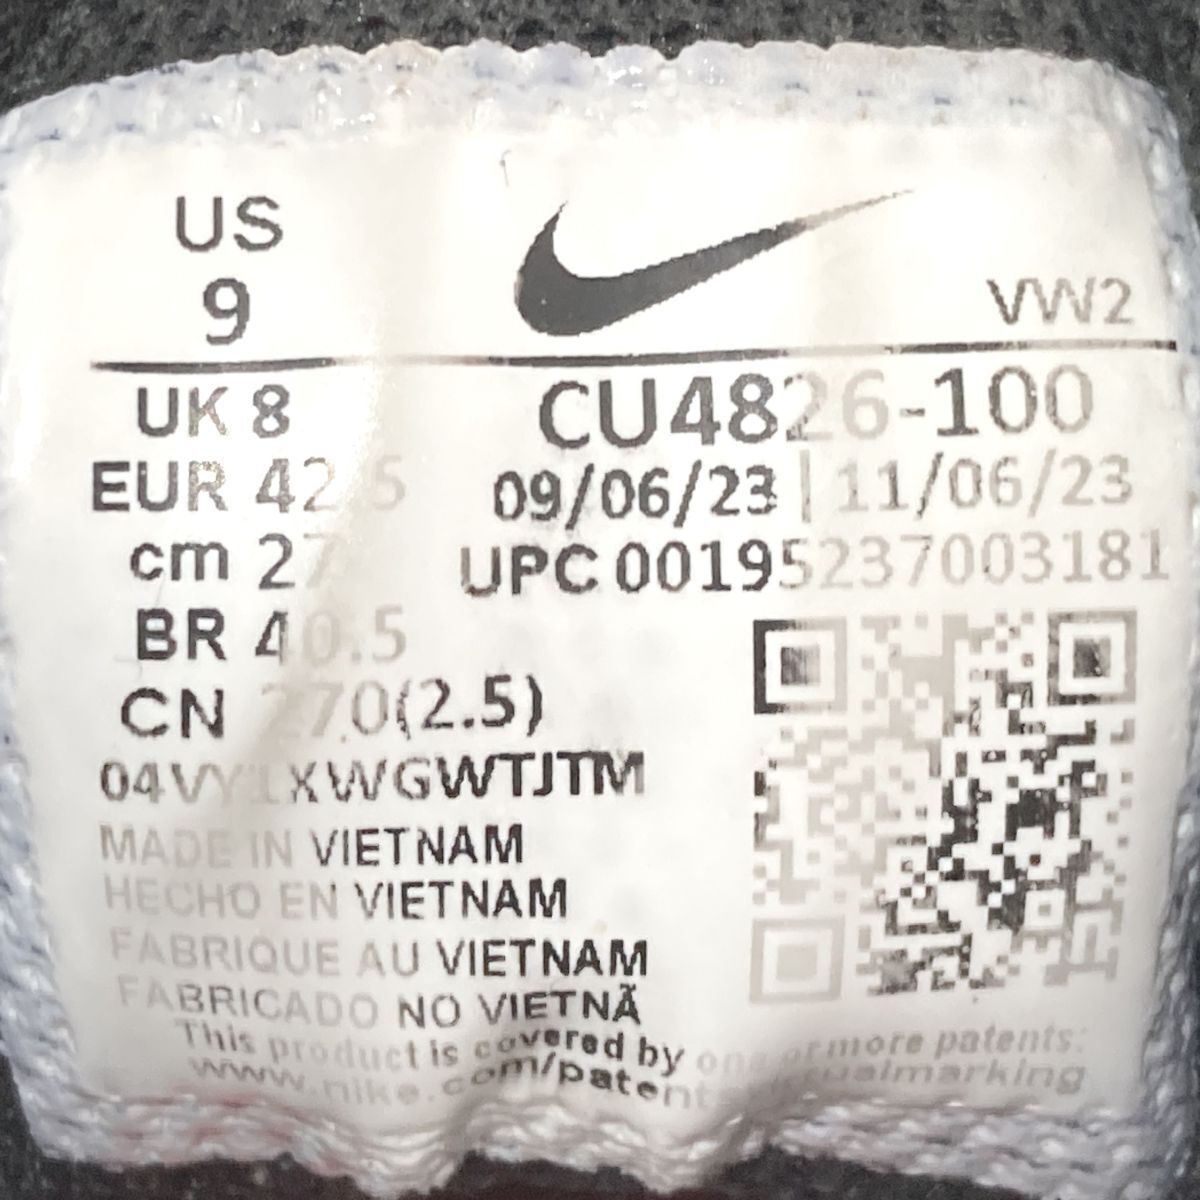 US
9
VW2
UK 8
CU4826-100
EUR 42.5
09/06/23 | 11/06/23
cm 27
UPC 00195237003181
BR 40.5
CN 270(2.5)
04VY1XWGWTJTM
MADE IN VIETNAM
HECHO EN VIETNAM
FABRIQUE AU VIETNAM
FABRICADO NO VIETNÃ
This product is covered by one or more patents:
www.nike.com/patent